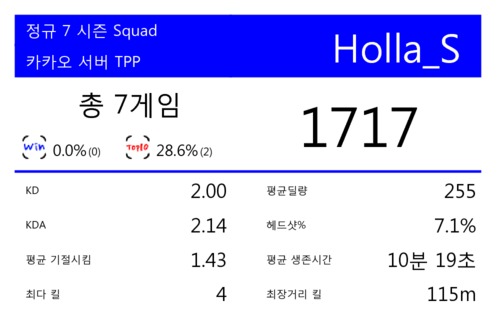 정규 7 시즌 Squad
카카오 서버 TPP
Holla_S
총 7게임
Win 0.0%(0) TOP10 28.6%(2)
1717
KD 2.00 평균딜량 255
KDA 2.14 헤드샷% 7.1%
평균 기절시킴 1.43 평균 생존시간 10분 19초
최다 킬 4 최장거리 킬 115m